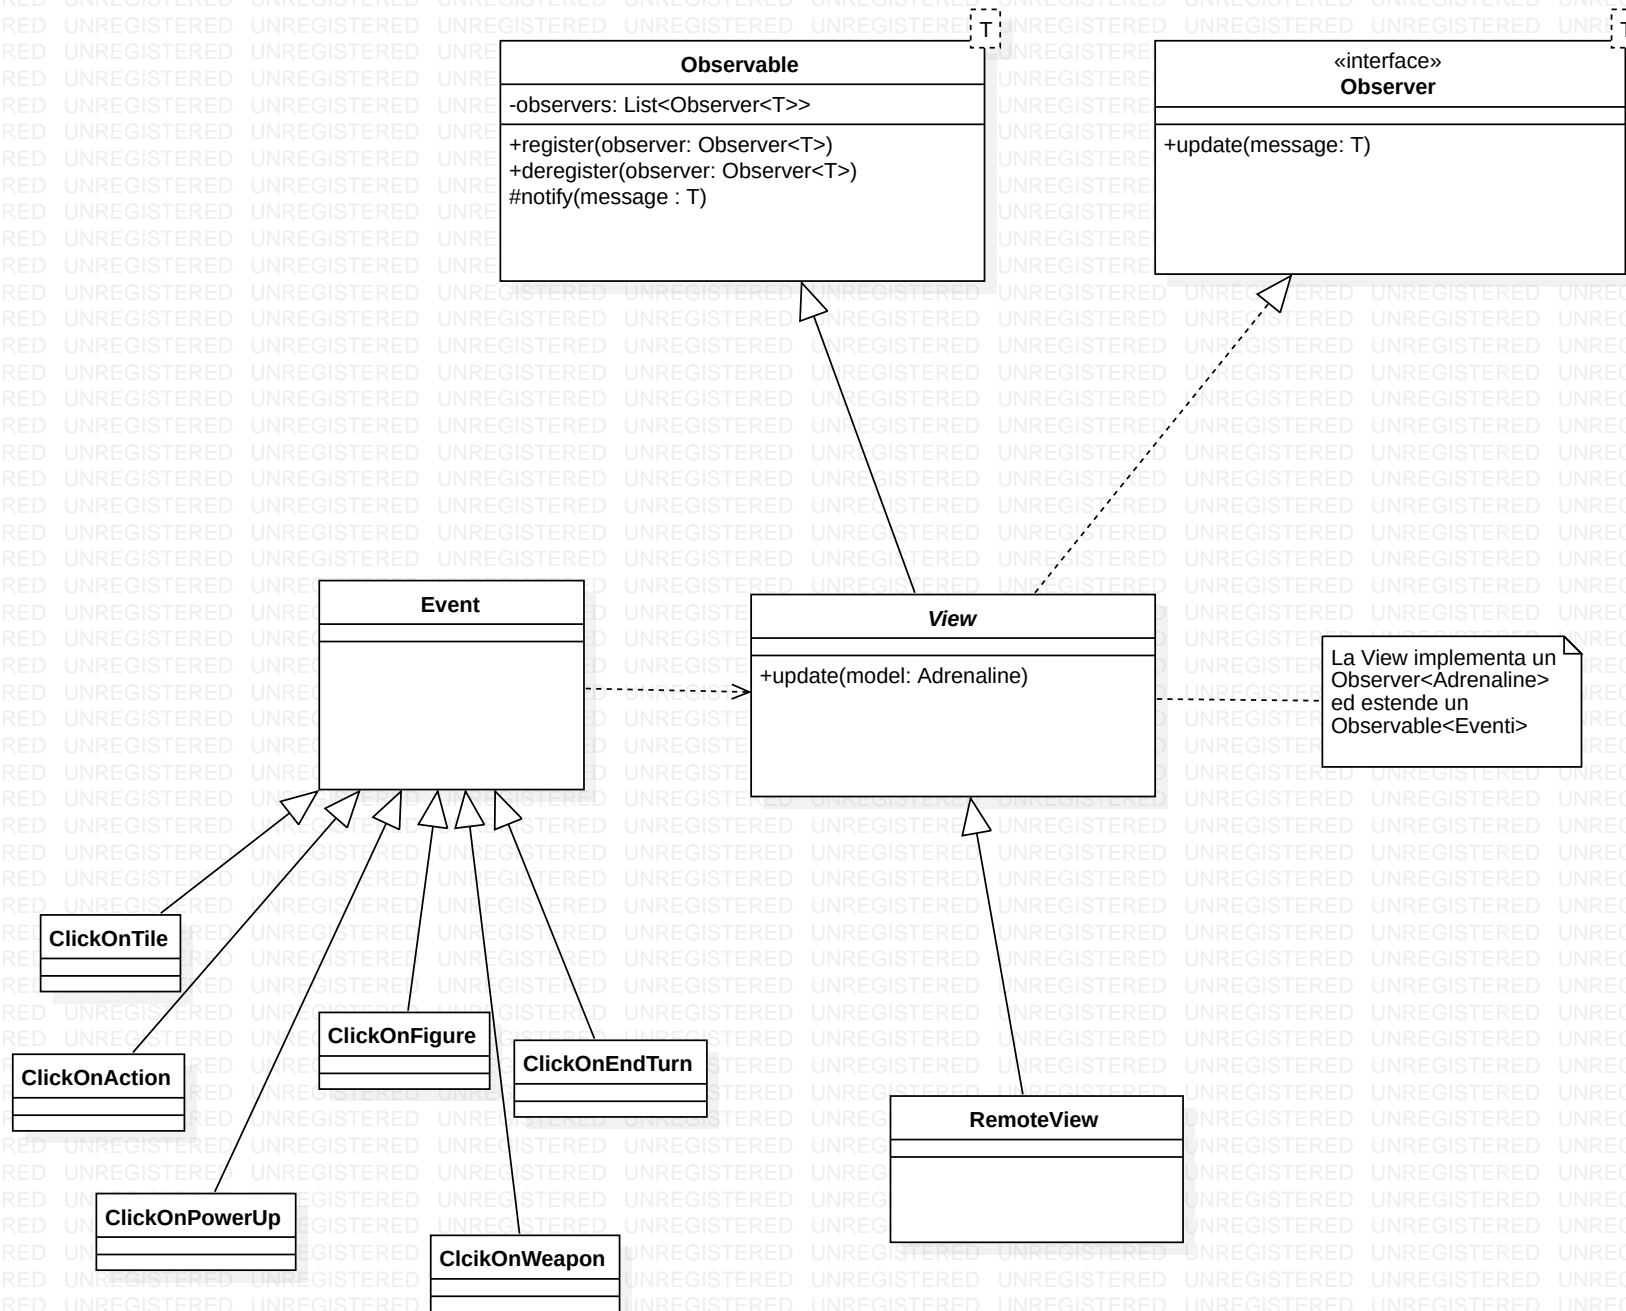 T
Observable
-observers: List<Observer<T>>
+register(observer: Observer<T>)
+deregister(observer: Observer<T>)
#notify(message : T)
T
«interface»
Observer
+update(message: T)
Event
View
+update(model: Adrenaline)
La View implementa un
Observer<Adrenaline>
ed estende un
Observable<Eventi>
ClickOnTile
ClickOnAction
ClickOnFigure
ClickOnEndTurn
ClickOnPowerUp
ClcikOnWeapon
RemoteView
UNREGISTERED